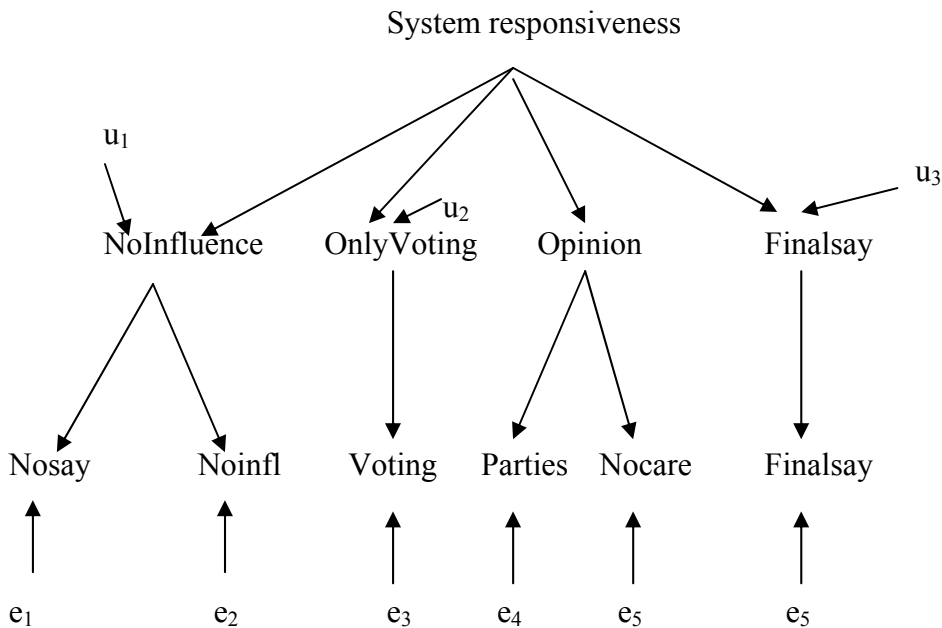 System responsiveness
u₁
u₃
u₂
NoInfluence OnlyVoting Opinion Finalsay
Nosay Noinfl Voting Parties Nocare Finalsay
e₁ e₂ e₃ e₄ e₅ e₅